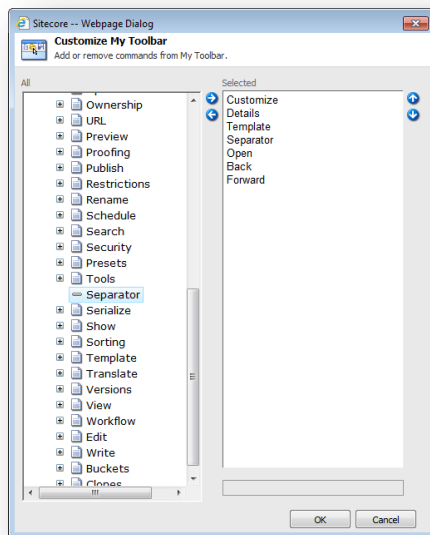 Sitecore -- Webpage Dialog
Customize My Toolbar
Add or remove commands from My Toolbar.
All
Ownership
URL
Preview
Proofing
Publish
Restrictions
Rename
Schedule
Search
Security
Presets
Tools
Separator
Serialize
Show
Sorting
Template
Translate
Versions
View
Workflow
Edit
Write
Buckets
Clones
Selected
Customize
Details
Template
Separator
Open
Back
Forward
OK
Cancel